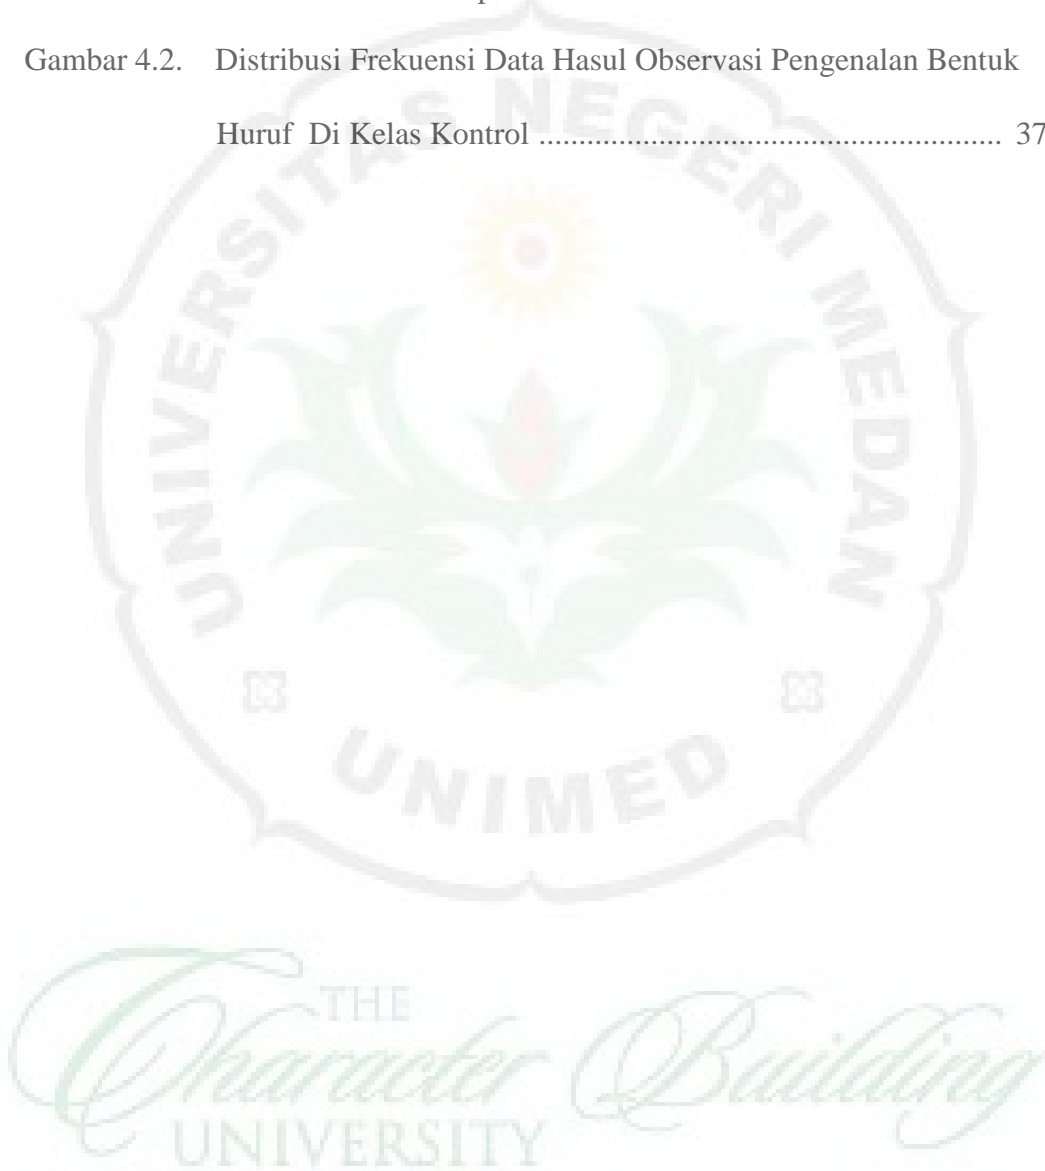 Gambar 4.2. Distribusi Frekuensi Data Hasul Observasi Pengenalan Bentuk
Huruf Di Kelas Kontrol .......................................................... 37
UNIVERSITAS NEGERI MEDAN
UNIMED
THE
Character Building
UNIVERSITY